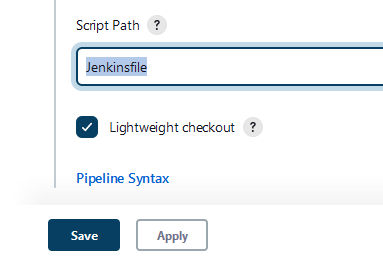 Script Path ?
Jenkinsfile
Lightweight checkout ?
Pipeline Syntax
Save Apply